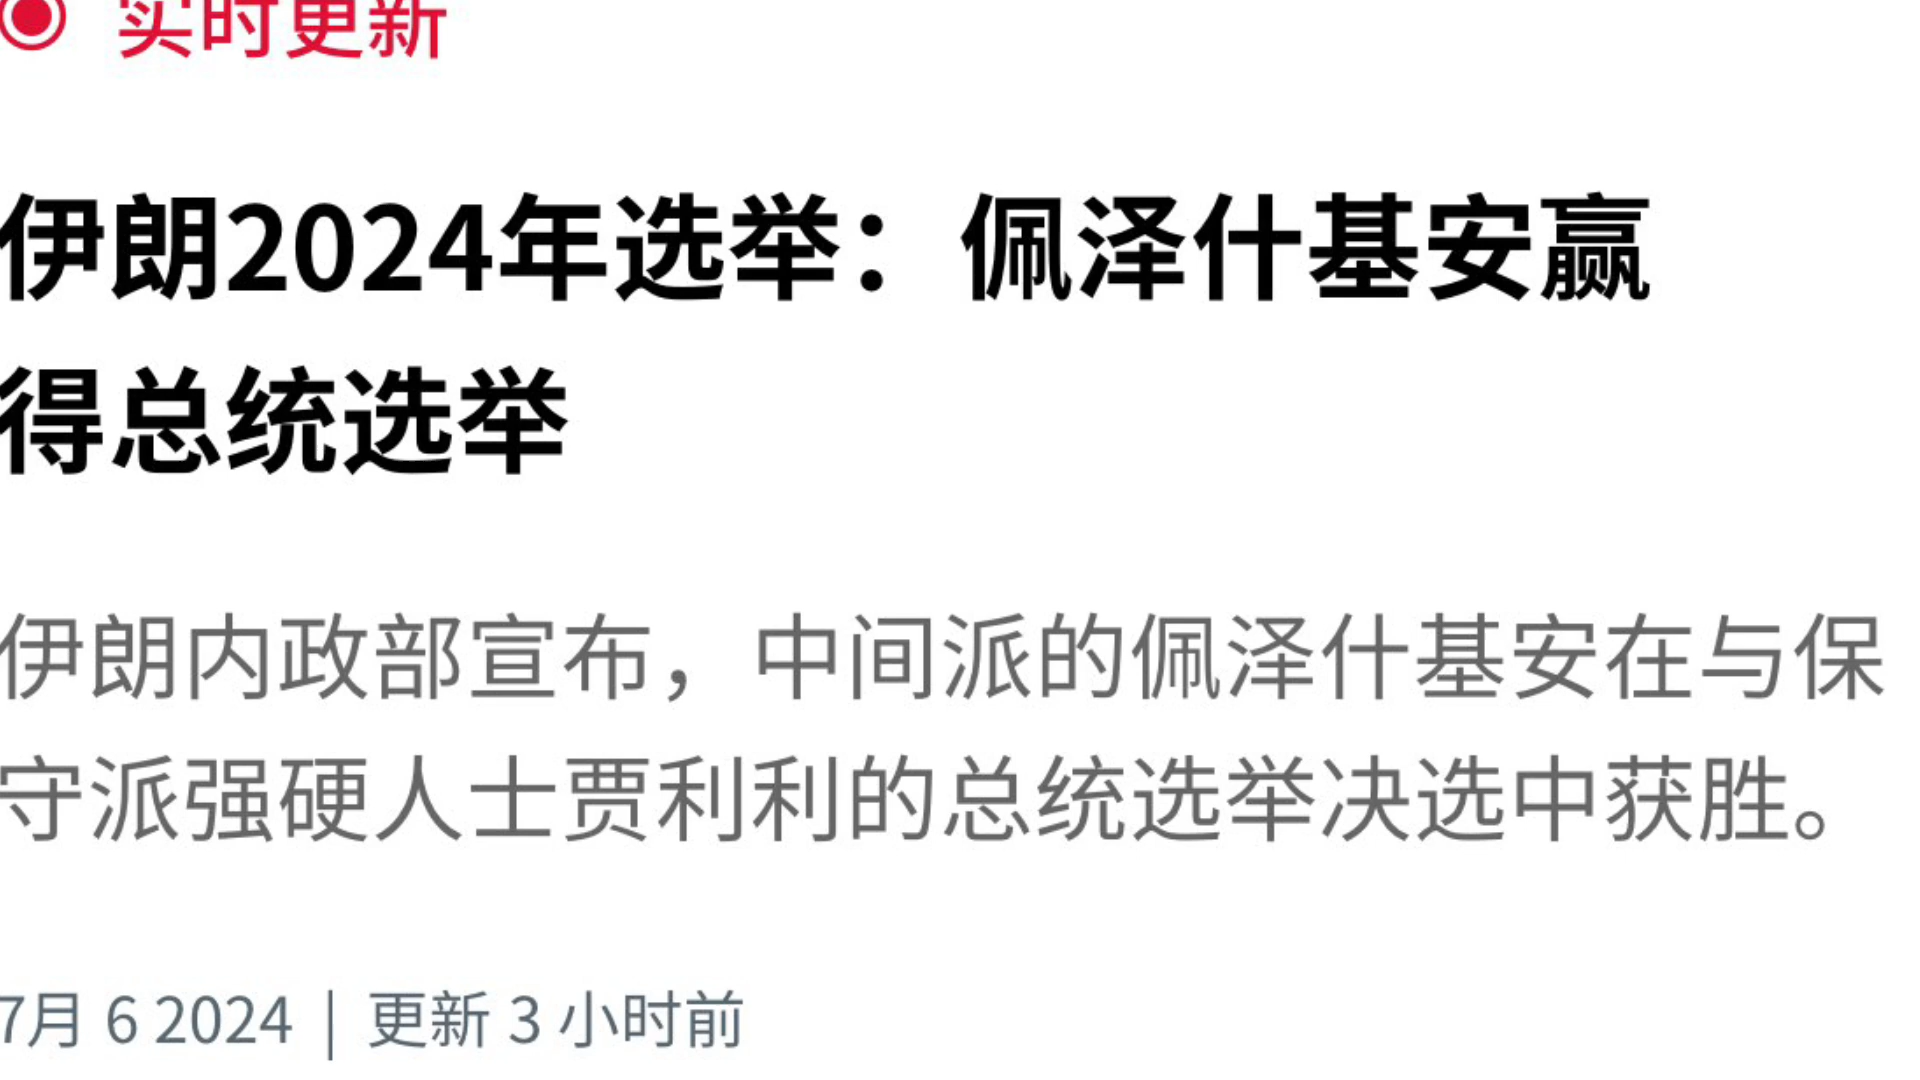 实时更新
伊朗2024年选举：佩泽什基安赢
得总统选举
伊朗内政部宣布，中间派的佩泽什基安在与保
守派强硬人士贾利利的总统选举决选中获胜。
7月 6 2024 | 更新 3 小时前